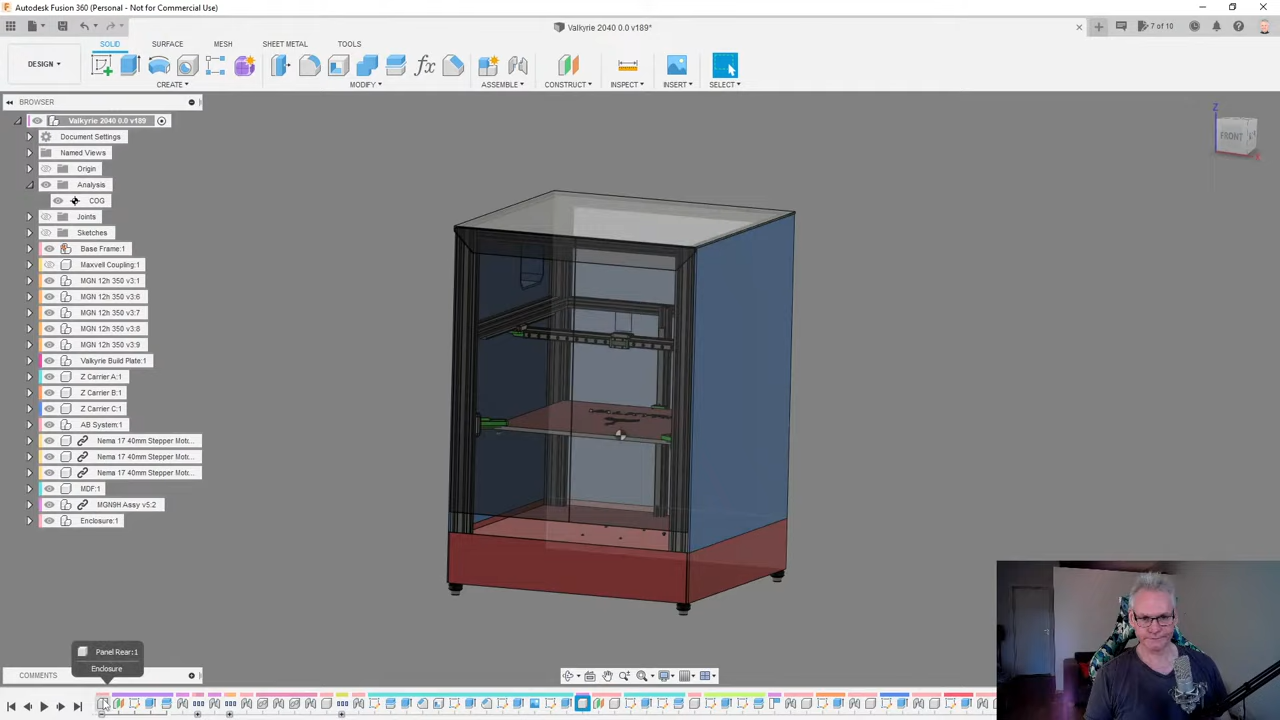 Autodesk Fusion 360 (Personal - Not for Commercial Use)
Valkyrie 2040 0.0 v189*
7 of 10
SOLID SURFACE MESH SHEET METAL TOOLS
DESIGN
CREATE MODIFY ASSEMBLE CONSTRUCT INSPECT INSERT SELECT
BROWSER
Valkyrie 2040 0.0 v189
Document Settings
Named Views
Origin
Analysis
COG
Joints
Sketches
Base Frame:1
Maxvell Coupling:1
MGN 12h 350 v3:1
MGN 12h 350 v3:6
MGN 12h 350 v3:7
MGN 12h 350 v3:8
MGN 12h 350 v3:9
Valkyrie Build Plate:1
Z Carrier A:1
Z Carrier B:1
Z Carrier C:1
AB System:1
Nema 17 40mm Stepper Moto...
Nema 17 40mm Stepper Moto...
Nema 17 40mm Stepper Moto...
MDF:1
MGN9H Assy v5:2
Enclosure:1
Z
FRONT
X
Panel Rear:1
Enclosure
COMMENTS